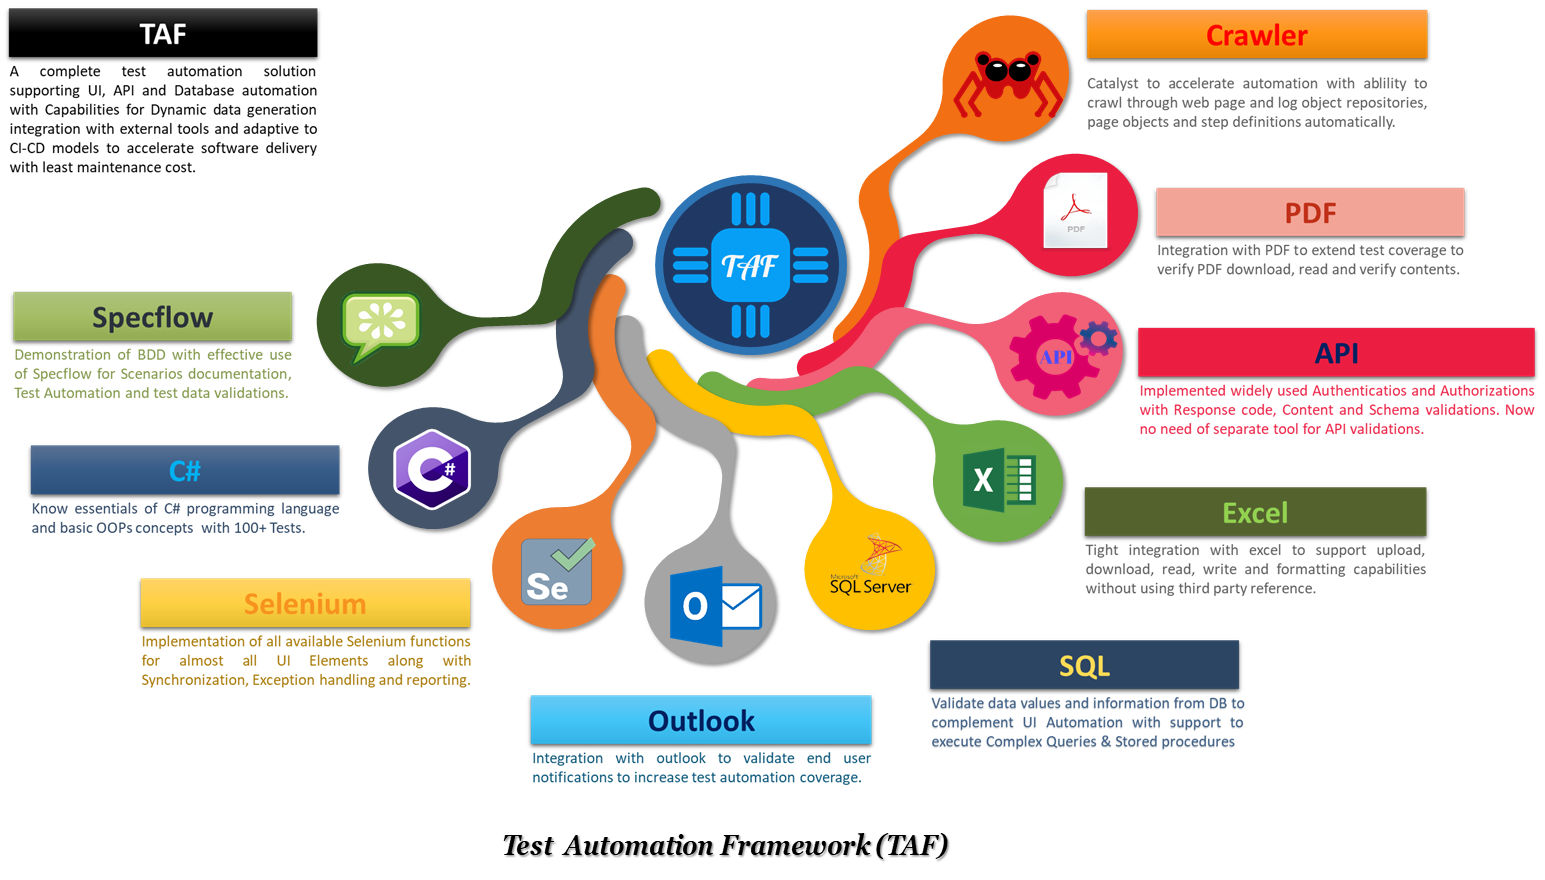 TAF
A complete test automation solution
supporting UI, API and Database automation
with Capabilities for Dynamic data generation
integration with external tools and adaptive to
CI-CD models to accelerate software delivery
with least maintenance cost.
Crawler
Catalyst to accelerate automation with ablility to
crawl through web page and log object repositories,
page objects and step definitions automatically.
PDF
PDF
Integration with PDF to extend test coverage to
verify PDF download, read and verify contents.
TAF
Specflow
Demonstration of BDD with effective use
of Specflow for Scenarios documentation,
Test Automation and test data validations.
API
API
Implemented widely used Authenticatios and Authorizations
with Response code, Content and Schema validations. Now
no need of separate tool for API validations.
C#
C#
Know essentials of C# programming language
and basic OOPs concepts with 100+ Tests.
X
Excel
Tight integration with excel to support upload,
download, read, write and formatting capabilities
without using third party reference.
Se
Selenium
Implementation of all available Selenium functions
for almost all UI Elements along with
Synchronization, Exception handling and reporting.
O
Microsoft
SQL Server
SQL
Validate data values and information from DB to
complement UI Automation with support to
execute Complex Queries & Stored procedures
Outlook
Integration with outlook to validate end user
notifications to increase test automation coverage.
Test Automation Framework (TAF)